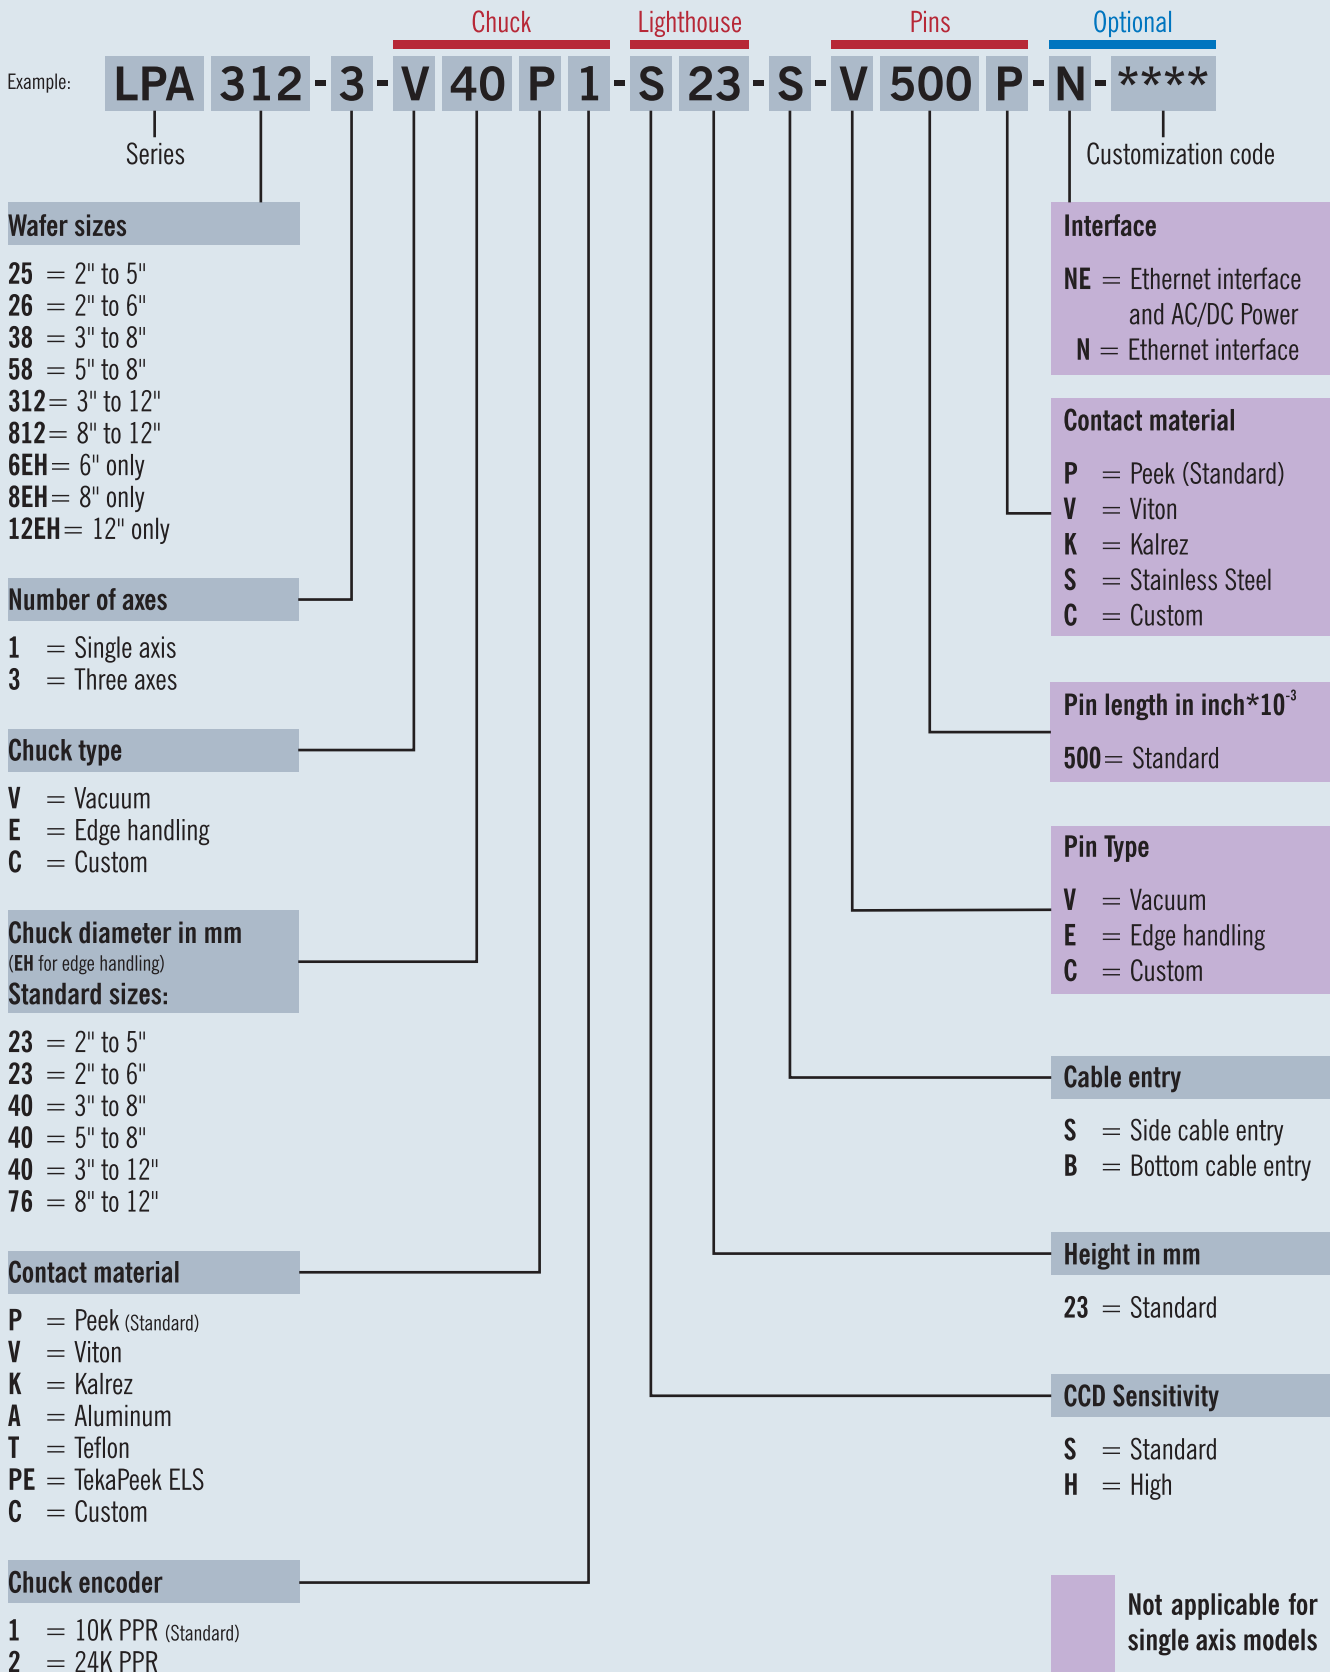 Chuck
Lighthouse
Pins
Optional
Example:
LPA 312 - 3 - V 40 P 1 - S 23 - S - V 500 P - N - ****
Series
Customization code
Wafer sizes
25 = 2" to 5"
26 = 2" to 6"
38 = 3" to 8"
58 = 5" to 8"
312 = 3" to 12"
812 = 8" to 12"
6EH = 6" only
8EH = 8" only
12EH = 12" only
Number of axes
1 = Single axis
3 = Three axes
Chuck type
V = Vacuum
E = Edge handling
C = Custom
Chuck diameter in mm
(EH for edge handling)
Standard sizes:
23 = 2" to 5"
23 = 2" to 6"
40 = 3" to 8"
40 = 5" to 8"
40 = 3" to 12"
76 = 8" to 12"
Contact material
P = Peek (Standard)
V = Viton
K = Kalrez
A = Aluminum
T = Teflon
PE = TekaPeek ELS
C = Custom
Chuck encoder
1 = 10K PPR (Standard)
2 = 24K PPR
Interface
NE = Ethernet interface
and AC/DC Power
N = Ethernet interface
Contact material
P = Peek (Standard)
V = Viton
K = Kalrez
S = Stainless Steel
C = Custom
Pin length in inch*10⁻³
500 = Standard
Pin Type
V = Vacuum
E = Edge handling
C = Custom
Cable entry
S = Side cable entry
B = Bottom cable entry
Height in mm
23 = Standard
CCD Sensitivity
S = Standard
H = High
Not applicable for
single axis models